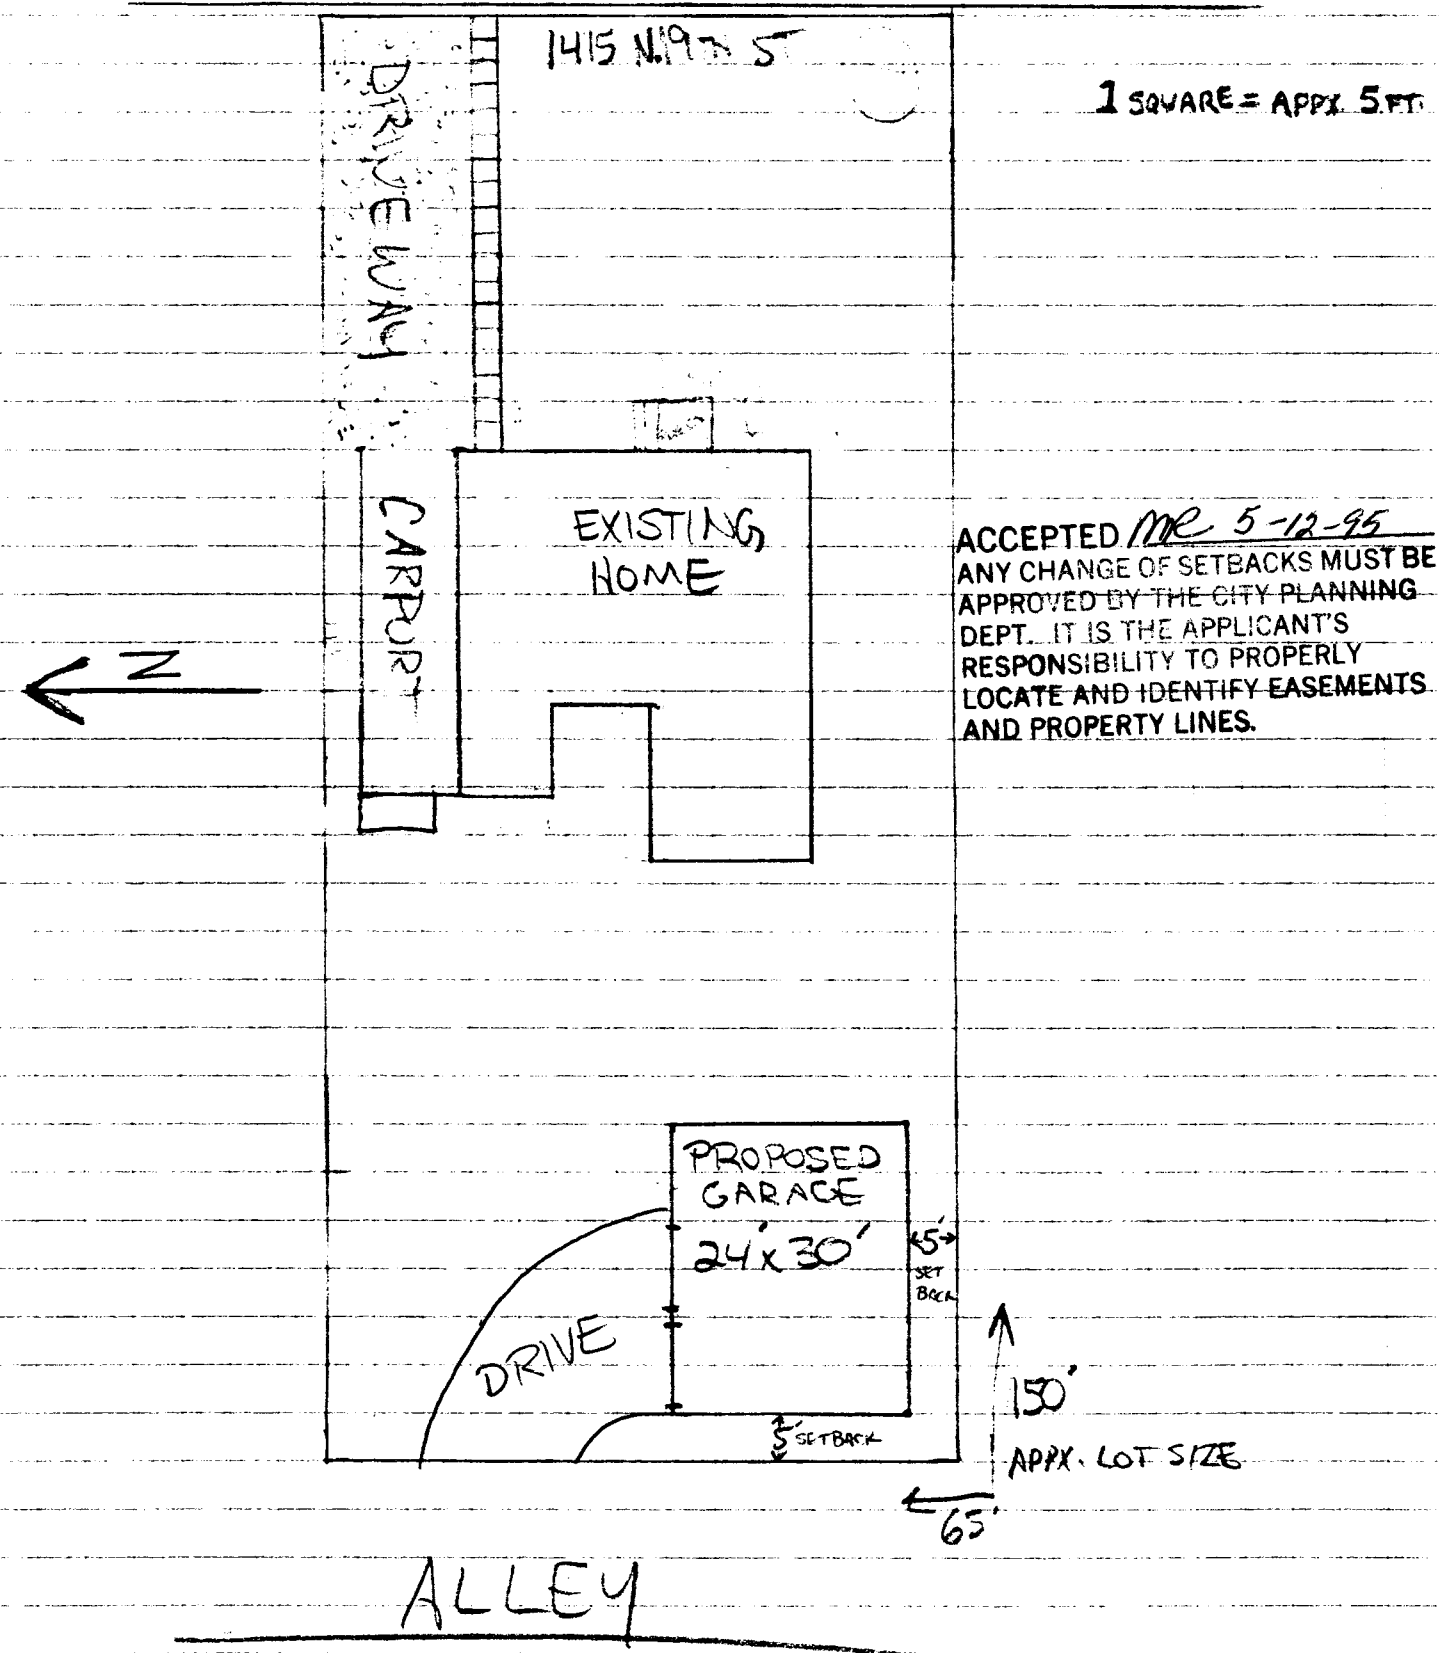 1415 N. 19th ST
1 SQUARE = APPX 5 FT.
DRIVEWAY
CARPORT
EXISTING
HOME
ACCEPTED MR 5-12-95
ANY CHANGE OF SETBACKS MUST BE
APPROVED BY THE CITY PLANNING
DEPT. IT IS THE APPLICANT'S
RESPONSIBILITY TO PROPERLY
LOCATE AND IDENTIFY EASEMENTS
AND PROPERTY LINES.
N
PROPOSED
GARAGE
24' x 30'
5'
SET
BACK
DRIVE
5' SETBACK
150'
APPX. LOT SIZE
65'
ALLEY